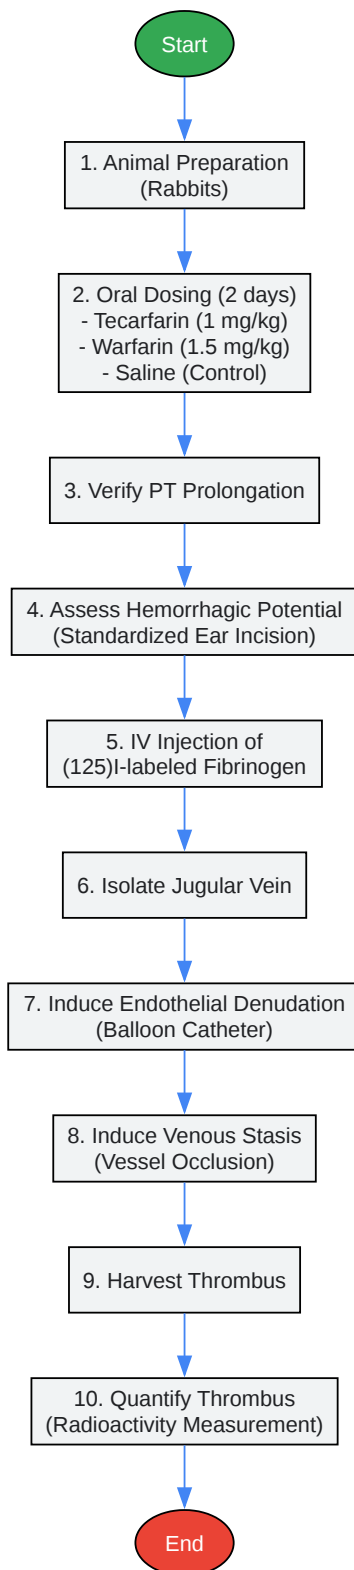 Start
1. Animal Preparation
(Rabbits)
2. Oral Dosing (2 days)
- Tecarfarin (1 mg/kg)
- Warfarin (1.5 mg/kg)
- Saline (Control)
3. Verify PT Prolongation
4. Assess Hemorrhagic Potential
(Standardized Ear Incision)
5. IV Injection of
(125)I-labeled Fibrinogen
6. Isolate Jugular Vein
7. Induce Endothelial Denudation
(Balloon Catheter)
8. Induce Venous Stasis
(Vessel Occlusion)
9. Harvest Thrombus
10. Quantify Thrombus
(Radioactivity Measurement)
End